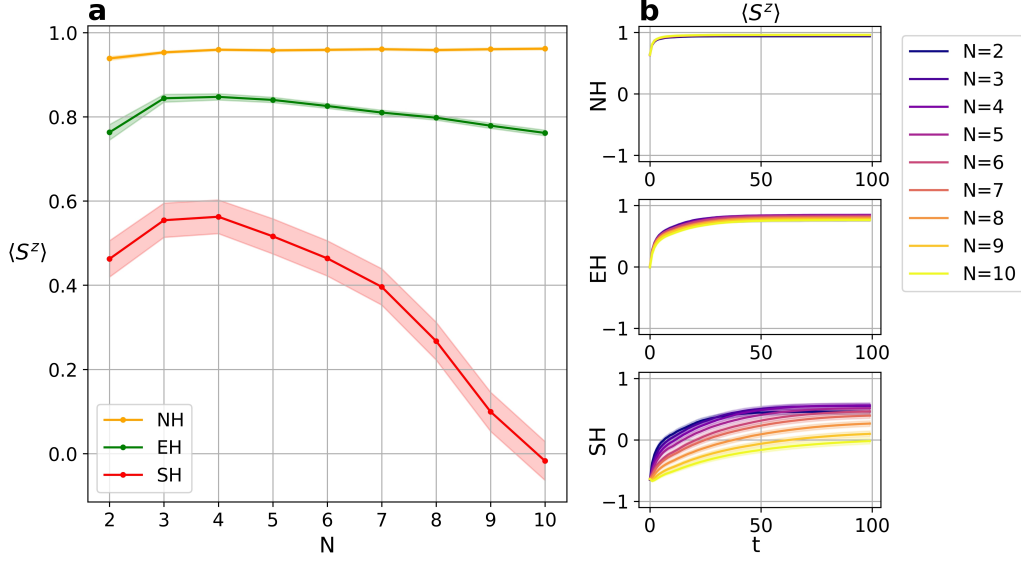 a
1.0
0.8
0.6
0.4
0.2
0.0
⟨S^z⟩
NH
EH
SH
2 3 4 5 6 7 8 9 10
N
b
⟨S^z⟩
1
0
−1
NH
0 50 100
1
0
−1
EH
0 50 100
1
0
−1
SH
0 50 100
t
N=2
N=3
N=4
N=5
N=6
N=7
N=8
N=9
N=10